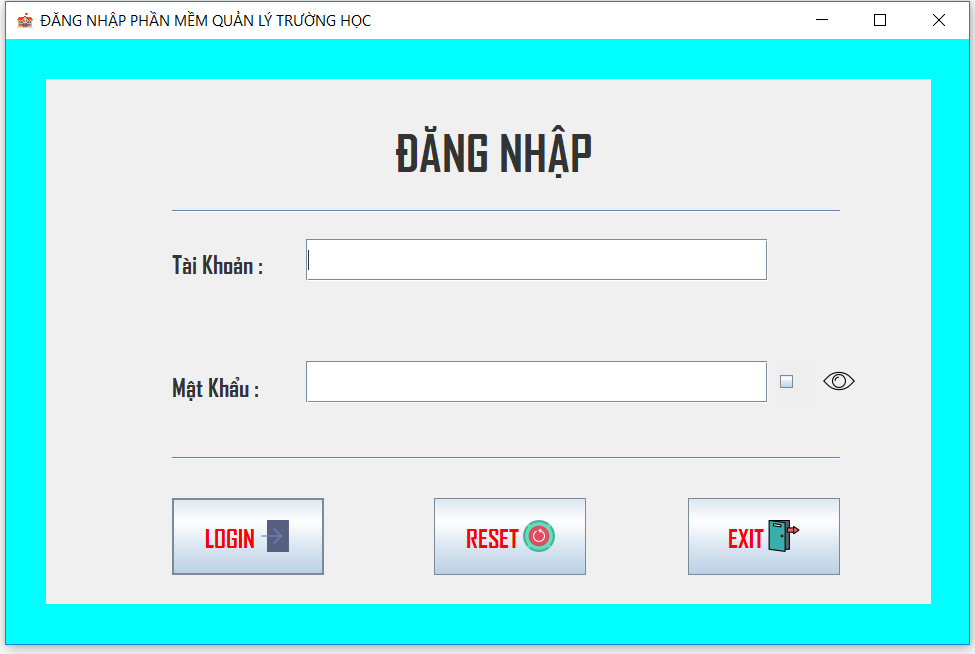 ĐĂNG NHẬP PHẦN MỀM QUẢN LÝ TRƯỜNG HỌC
ĐĂNG NHẬP
Tài Khoản :
Mật Khẩu :
LOGIN
RESET
EXIT